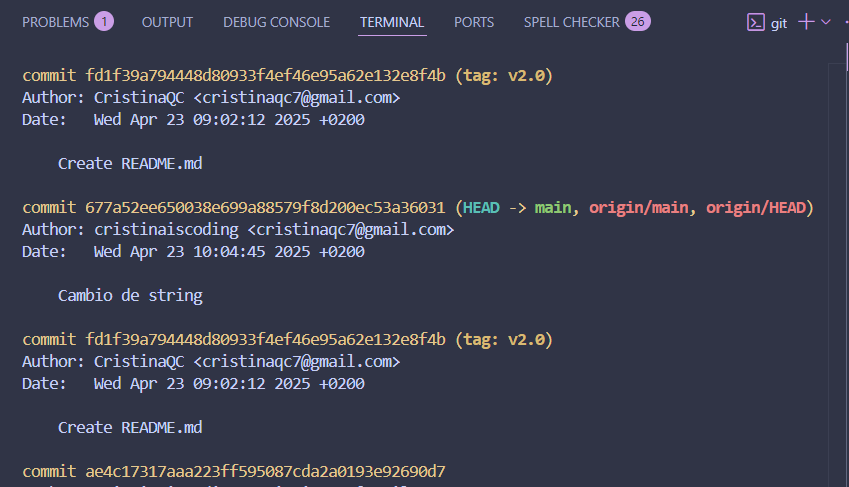 PROBLEMS 1 OUTPUT DEBUG CONSOLE TERMINAL PORTS SPELL CHECKER 26 git
commit fd1f39a794448d80933f4ef46e95a62e132e8f4b (tag: v2.0)
Author: CristinaQC <cristinaqc7@gmail.com>
Date:   Wed Apr 23 09:02:12 2025 +0200
Create README.md
commit 677a52ee650038e699a88579f8d200ec53a36031 (HEAD -> main, origin/main, origin/HEAD)
Author: cristinaiscoding <cristinaqc7@gmail.com>
Date:   Wed Apr 23 10:04:45 2025 +0200
Cambio de string
commit fd1f39a794448d80933f4ef46e95a62e132e8f4b (tag: v2.0)
Author: CristinaQC <cristinaqc7@gmail.com>
Date:   Wed Apr 23 09:02:12 2025 +0200
Create README.md
commit ae4c17317aaa223ff595087cda2a0193e92690d7